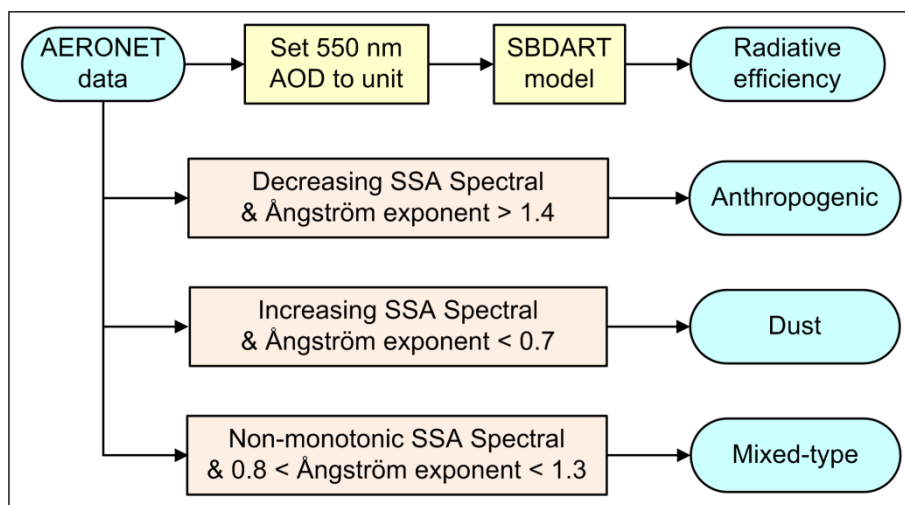 AERONET
data
Set 550 nm
AOD to unit
SBDART
model
Radiative
efficiency
Decreasing SSA Spectral
& Ångström exponent > 1.4
Anthropogenic
Increasing SSA Spectral
& Ångström exponent < 0.7
Dust
Non-monotonic SSA Spectral
& 0.8 < Ångström exponent < 1.3
Mixed-type